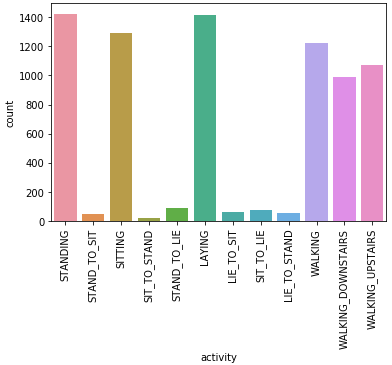 1400
1200
1000
800
600
400
200
0
count
STANDING
STAND_TO_SIT
SITTING
SIT_TO_STAND
STAND_TO_LIE
LAYING
LIE_TO_SIT
SIT_TO_LIE
LIE_TO_STAND
WALKING
WALKING_DOWNSTAIRS
WALKING_UPSTAIRS
activity